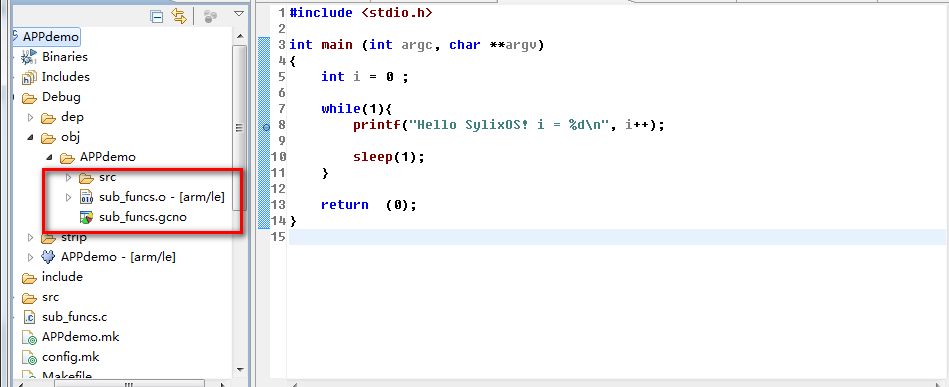 APPdemo
Binaries
Includes
Debug
dep
obj
APPdemo
src
sub_funcs.o - [arm/le]
sub_funcs.gcno
strip
APPdemo - [arm/le]
include
src
sub_funcs.c
APPdemo.mk
config.mk
Makefile
1 #include <stdio.h>
2
3 int main (int argc, char **argv)
4 {
5     int i = 0 ;
6
7     while(1){
8         printf("Hello SylixOS! i = %d\n", i++);
9
10         sleep(1);
11     }
12
13     return  (0);
14 }
15